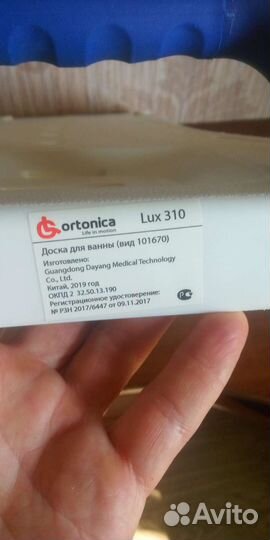 ortonica
Life in motion
Lux 310
Доска для ванны (вид 101670)
Изготовлено:
Guangdong Dayang Medical Technology
Co., Ltd.
Китай, 2019 год
ОКПД 2 32.50.13.190
Регистрационное удостоверение:
№ РЗН 2017/6447 от 09.11.2017
Avito